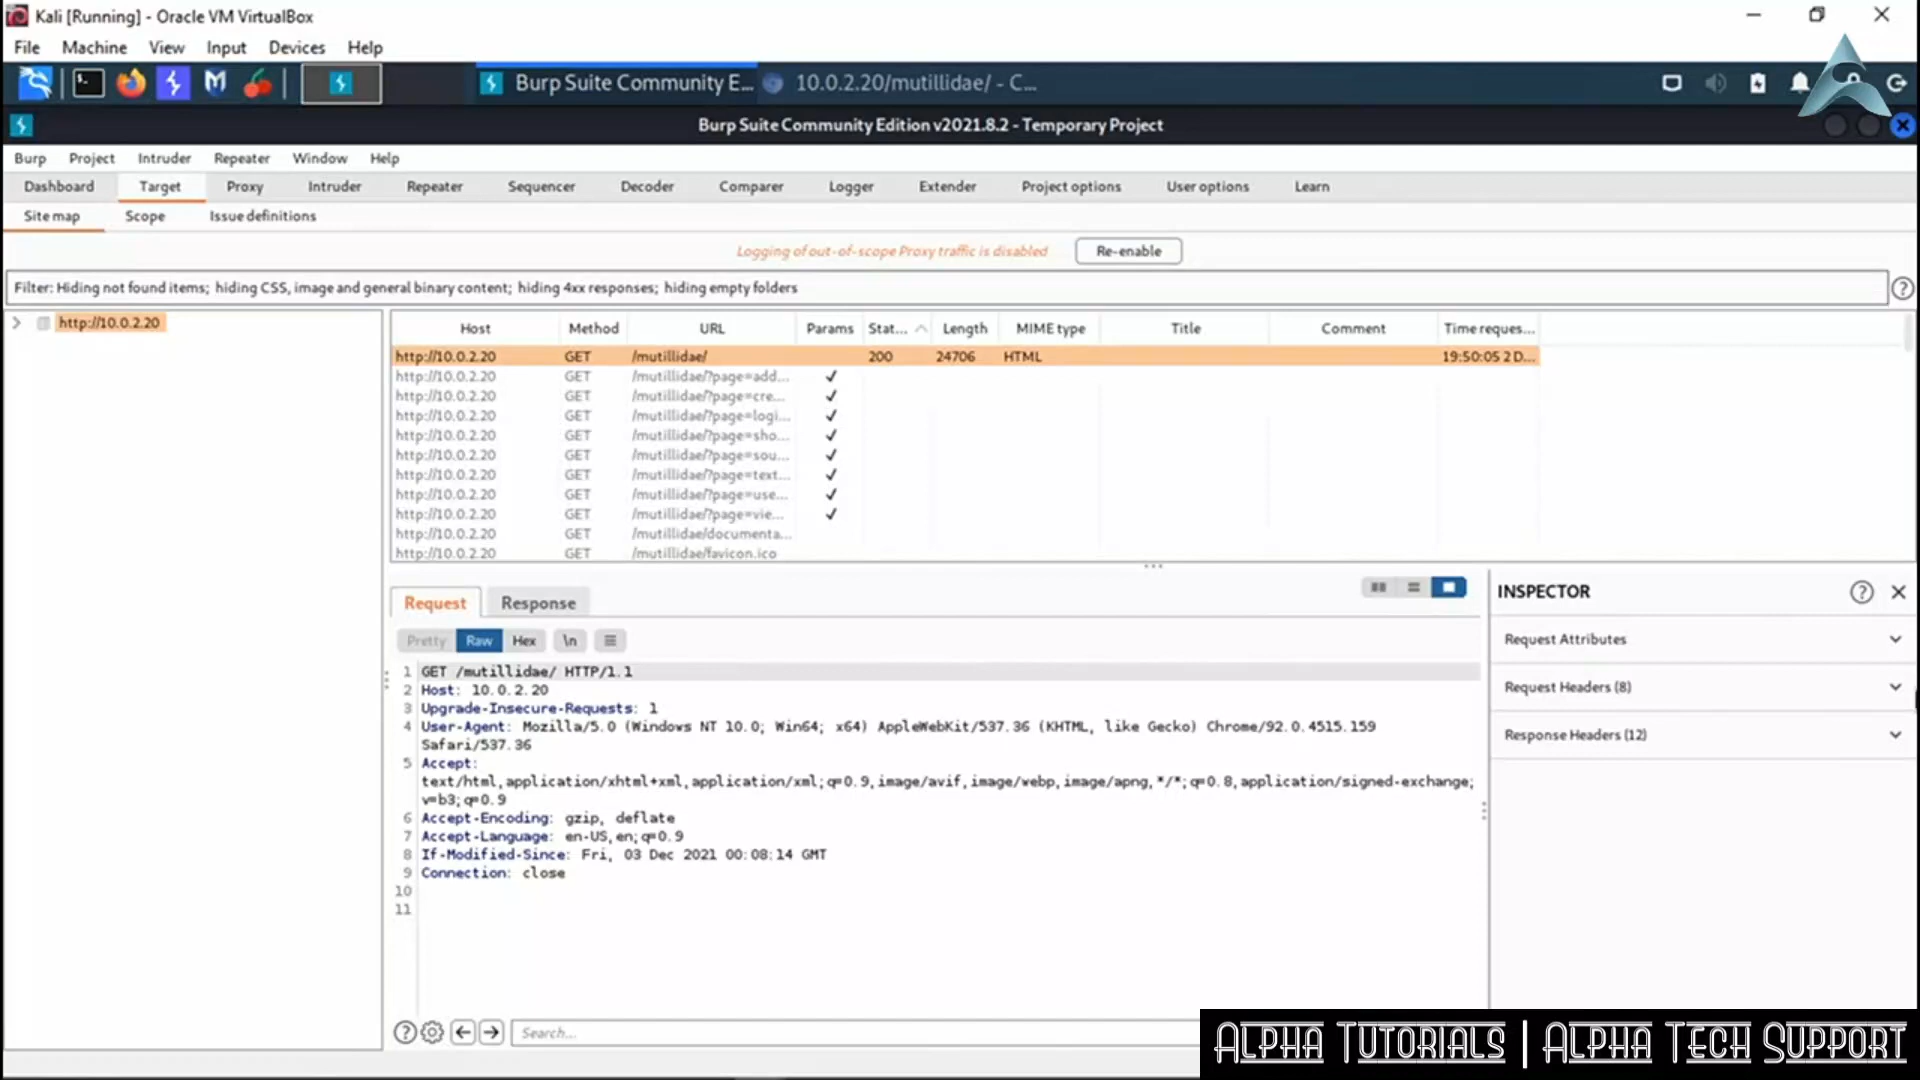 Kali [Running] - Oracle VM VirtualBox
File Machine View Input Devices Help
Burp Suite Community E... 10.0.2.20/mutillidae/ - C...
Burp Suite Community Edition v2021.8.2 - Temporary Project
Burp Project Intruder Repeater Window Help
Dashboard Target Proxy Intruder Repeater Sequencer Decoder Comparer Logger Extender Project options User options Learn
Site map Scope Issue definitions
Logging of out-of-scope Proxy traffic is disabled Re-enable
Filter: Hiding not found items; hiding CSS, image and general binary content; hiding 4xx responses; hiding empty folders
http://10.0.2.20
Host Method URL Params Stat... Length MIME type Title Comment Time reques...
http://10.0.2.20 GET /mutillidae/ 200 24706 HTML 19:50:05 2 D...
http://10.0.2.20 GET /mutillidae/?page=add... ✓
http://10.0.2.20 GET /mutillidae/?page=cre... ✓
http://10.0.2.20 GET /mutillidae/?page=logi... ✓
http://10.0.2.20 GET /mutillidae/?page=sho... ✓
http://10.0.2.20 GET /mutillidae/?page=sou... ✓
http://10.0.2.20 GET /mutillidae/?page=text... ✓
http://10.0.2.20 GET /mutillidae/?page=use... ✓
http://10.0.2.20 GET /mutillidae/?page=vie... ✓
http://10.0.2.20 GET /mutillidae/documenta...
http://10.0.2.20 GET /mutillidae/favicon.ico
Request Response
Pretty Raw Hex \n
1 GET /mutillidae/ HTTP/1.1
2 Host: 10.0.2.20
3 Upgrade-Insecure-Requests: 1
4 User-Agent: Mozilla/5.0 (Windows NT 10.0; Win64; x64) AppleWebKit/537.36 (KHTML, like Gecko) Chrome/92.0.4515.159
Safari/537.36
5 Accept:
text/html,application/xhtml+xml,application/xml;q=0.9,image/avif,image/webp,image/apng,*/*;q=0.8,application/signed-exchange;
v=b3;q=0.9
6 Accept-Encoding: gzip, deflate
7 Accept-Language: en-US,en;q=0.9
8 If-Modified-Since: Fri, 03 Dec 2021 00:08:14 GMT
9 Connection: close
10
11
INSPECTOR
Request Attributes
Request Headers (8)
Response Headers (12)
Search...
Alpha Tutorials | Alpha Tech Support